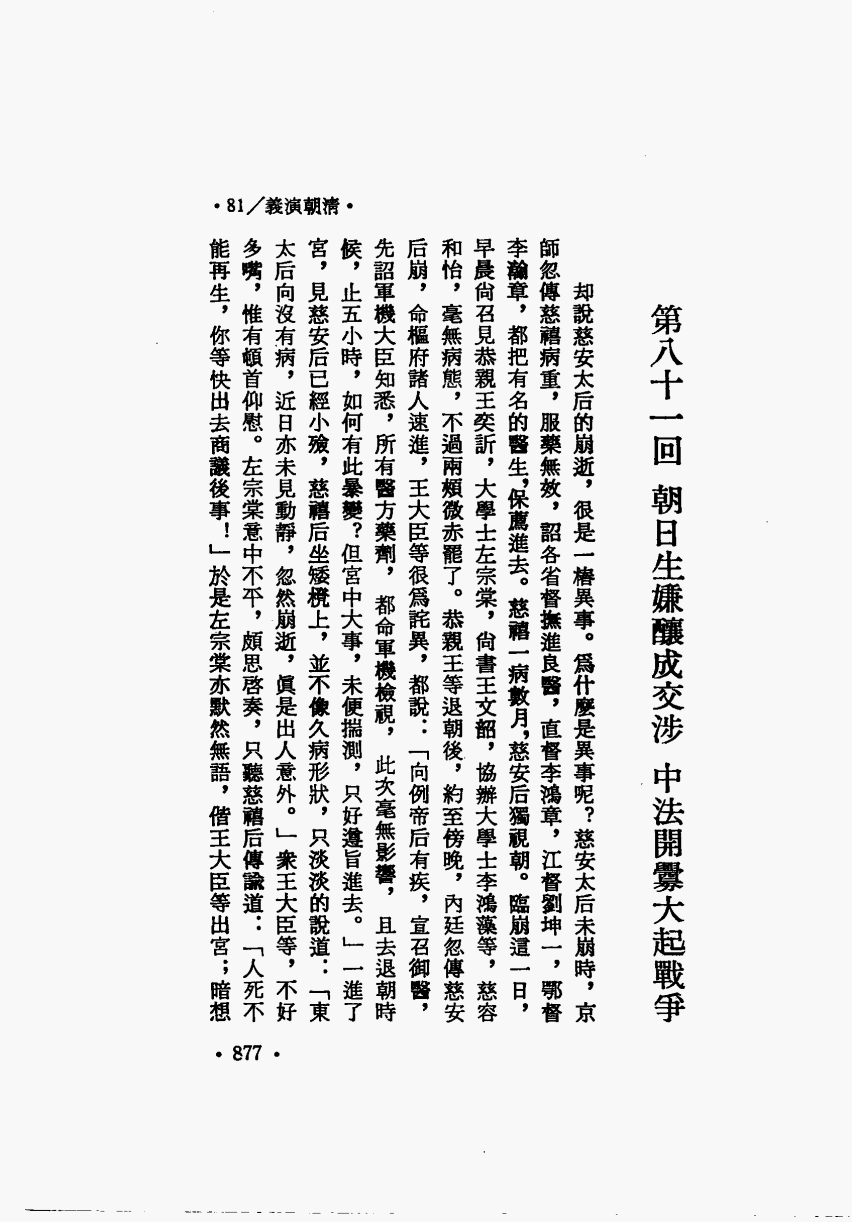 •81／義演朝清•
第八十一回 朝日生嫌釀成交涉 中法開釁大起戰爭
却說慈安太后的崩逝，很是一樁異事。爲什麽是異事呢？慈安太后未崩時，京
師忽傳慈禧病重，服藥無效，詔各省督撫進良醫，直督李鴻章，江督劉坤一，鄂督
李瀚章，都把有名的醫生，保薦進去。慈禧一病數月，慈安后獨視朝。臨崩這一日，
早晨尙召見恭親王奕訢，大學士左宗棠，尙書王文韶，協辦大學士李鴻藻等，慈容
和怡，毫無病態，不過兩頰微赤罷了。恭親王等退朝後，約至傍晚，內廷忽傳慈安
后崩，命樞府諸人速進，王大臣等很爲詫異，都說：「向例帝后有疾，宣召御醫，
先詔軍機大臣知悉，所有醫方藥劑，都命軍機檢視，此次毫無影響，且去退朝時
候，止五小時，如何有此暴變？但宮中大事，未便揣測，只好遵旨進去。」一進了
宮，見慈安后已經小殮，慈禧后坐矮櫈上，並不像久病形狀，只淡淡的說道：「東
太后向沒有病，近日亦未見動靜，忽然崩逝，眞是出人意外。」衆王大臣等，不好
多嘴，惟有頓首仰慰。左宗棠意中不平，頗思啓奏，只聽慈禧后傳諭道：「人死不
能再生，你等快出去商議後事！」於是左宗棠亦默然無語，偕王大臣等出宮；暗想
•877•